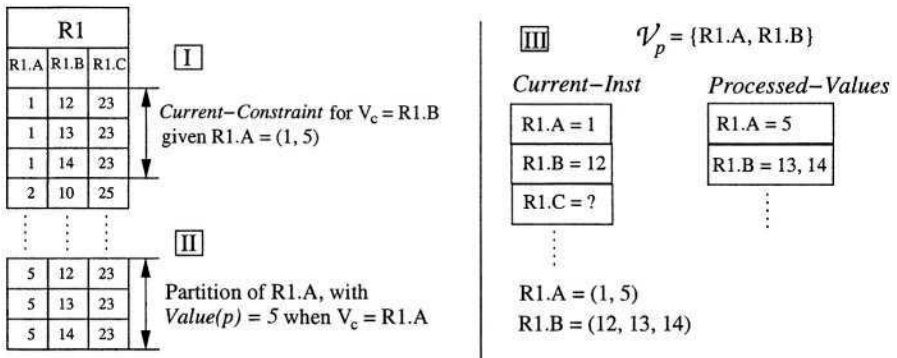 R1
R1.A R1.B R1.C
1 12 23
1 13 23
1 14 23
2 10 25
5 12 23
5 13 23
5 14 23
I
Current–Constraint for Vc = R1.B
given R1.A = (1, 5)
II
Partition of R1.A, with
Value(p) = 5 when Vc = R1.A
III
𝒱p = {R1.A, R1.B}
Current–Inst
R1.A = 1
R1.B = 12
R1.C = ?
Processed–Values
R1.A = 5
R1.B = 13, 14
R1.A = (1, 5)
R1.B = (12, 13, 14)